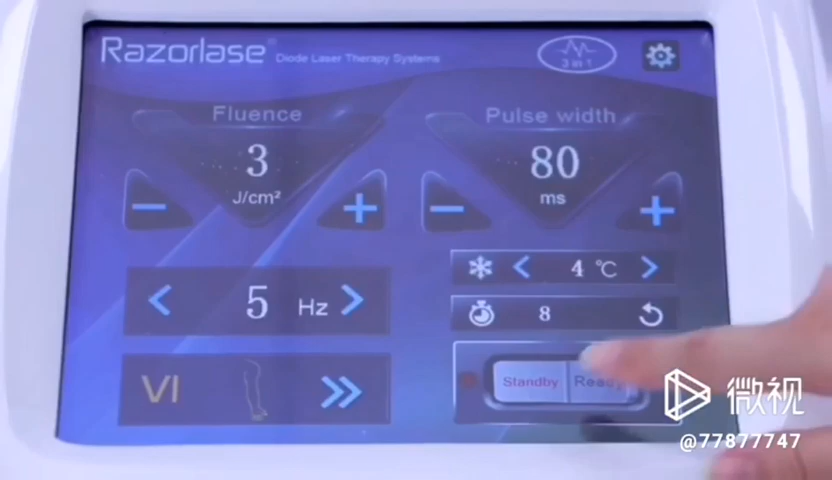 Razorlase® Diode Laser Therapy Systems
3 in 1
Fluence
3
J/cm²
− +
Pulse width
80
ms
− +
< 5 Hz >
< 4 ℃ >
8
VI »
Standby Ready
微视
@77877747